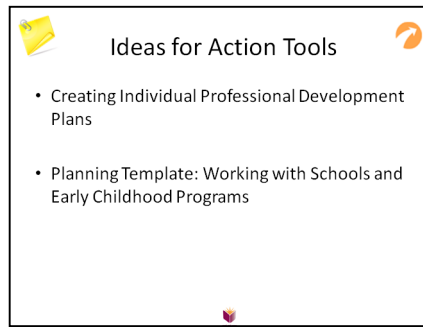 Ideas for Action Tools
• Creating Individual Professional Development
Plans
• Planning Template: Working with Schools and
Early Childhood Programs